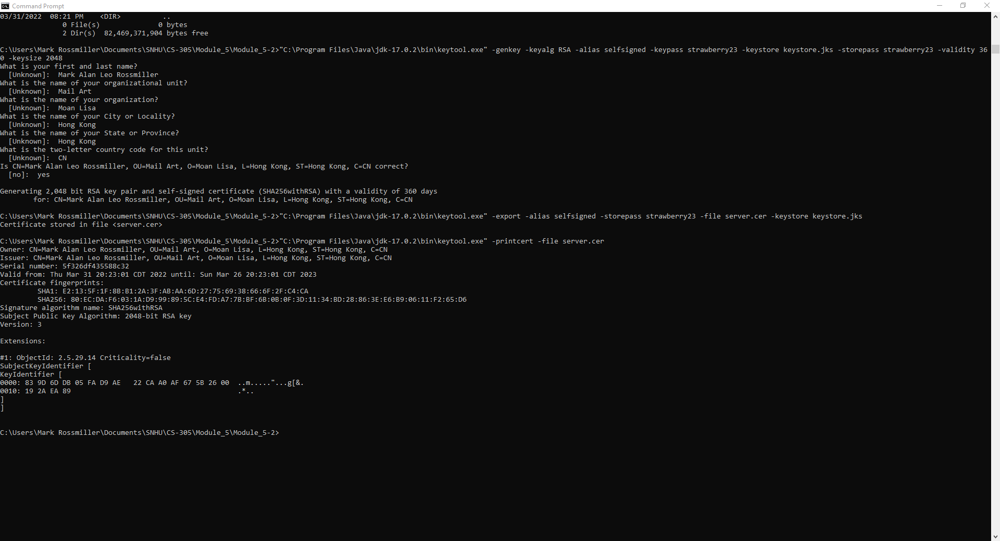 Command Prompt
03/31/2022  08:21 PM    <DIR>          ..
               0 File(s)              0 bytes
               2 Dir(s)  82,469,371,904 bytes free
C:\Users\Mark Rossmiller\Documents\SNHU\CS-305\Module_5\Module_5-2>"C:\Program Files\Java\jdk-17.0.2\bin\keytool.exe" -genkey -keyalg RSA -alias selfsigned -keypass strawberry23 -keystore keystore.jks -storepass strawberry23 -validity 36
0 -keysize 2048
What is your first and last name?
  [Unknown]:  Mark Alan Leo Rossmiller
What is the name of your organizational unit?
  [Unknown]:  Mail Art
What is the name of your organization?
  [Unknown]:  Moan Lisa
What is the name of your City or Locality?
  [Unknown]:  Hong Kong
What is the name of your State or Province?
  [Unknown]:  Hong Kong
What is the two-letter country code for this unit?
  [Unknown]:  CN
Is CN=Mark Alan Leo Rossmiller, OU=Mail Art, O=Moan Lisa, L=Hong Kong, ST=Hong Kong, C=CN correct?
  [no]:  yes
Generating 2,048 bit RSA key pair and self-signed certificate (SHA256withRSA) with a validity of 360 days
        for: CN=Mark Alan Leo Rossmiller, OU=Mail Art, O=Moan Lisa, L=Hong Kong, ST=Hong Kong, C=CN
C:\Users\Mark Rossmiller\Documents\SNHU\CS-305\Module_5\Module_5-2>"C:\Program Files\Java\jdk-17.0.2\bin\keytool.exe" -export -alias selfsigned -storepass strawberry23 -file server.cer -keystore keystore.jks
Certificate stored in file <server.cer>
C:\Users\Mark Rossmiller\Documents\SNHU\CS-305\Module_5\Module_5-2>"C:\Program Files\Java\jdk-17.0.2\bin\keytool.exe" -printcert -file server.cer
Owner: CN=Mark Alan Leo Rossmiller, OU=Mail Art, O=Moan Lisa, L=Hong Kong, ST=Hong Kong, C=CN
Issuer: CN=Mark Alan Leo Rossmiller, OU=Mail Art, O=Moan Lisa, L=Hong Kong, ST=Hong Kong, C=CN
Serial number: 5f326df435588c32
Valid from: Thu Mar 31 20:23:01 CDT 2022 until: Sun Mar 26 20:23:01 CDT 2023
Certificate fingerprints:
         SHA1: E2:13:5F:1F:8B:B1:2A:3F:AB:AA:6D:27:75:69:38:66:6F:2F:C4:CA
         SHA256: 80:EC:DA:F6:03:1A:D9:99:89:5C:E4:FD:A7:7B:BF:6B:0B:0F:3D:11:34:BD:28:86:3E:E6:B9:06:11:F2:65:D6
Signature algorithm name: SHA256withRSA
Subject Public Key Algorithm: 2048-bit RSA key
Version: 3
Extensions:
#1: ObjectId: 2.5.29.14 Criticality=false
SubjectKeyIdentifier [
KeyIdentifier [
0000: 83 9D 6D DB 05 FA D9 AE   22 CA A0 AF 67 5B 26 00  ..m....."...g[&.
0010: 19 2A EA 89                                        .*..
]
]
C:\Users\Mark Rossmiller\Documents\SNHU\CS-305\Module_5\Module_5-2>